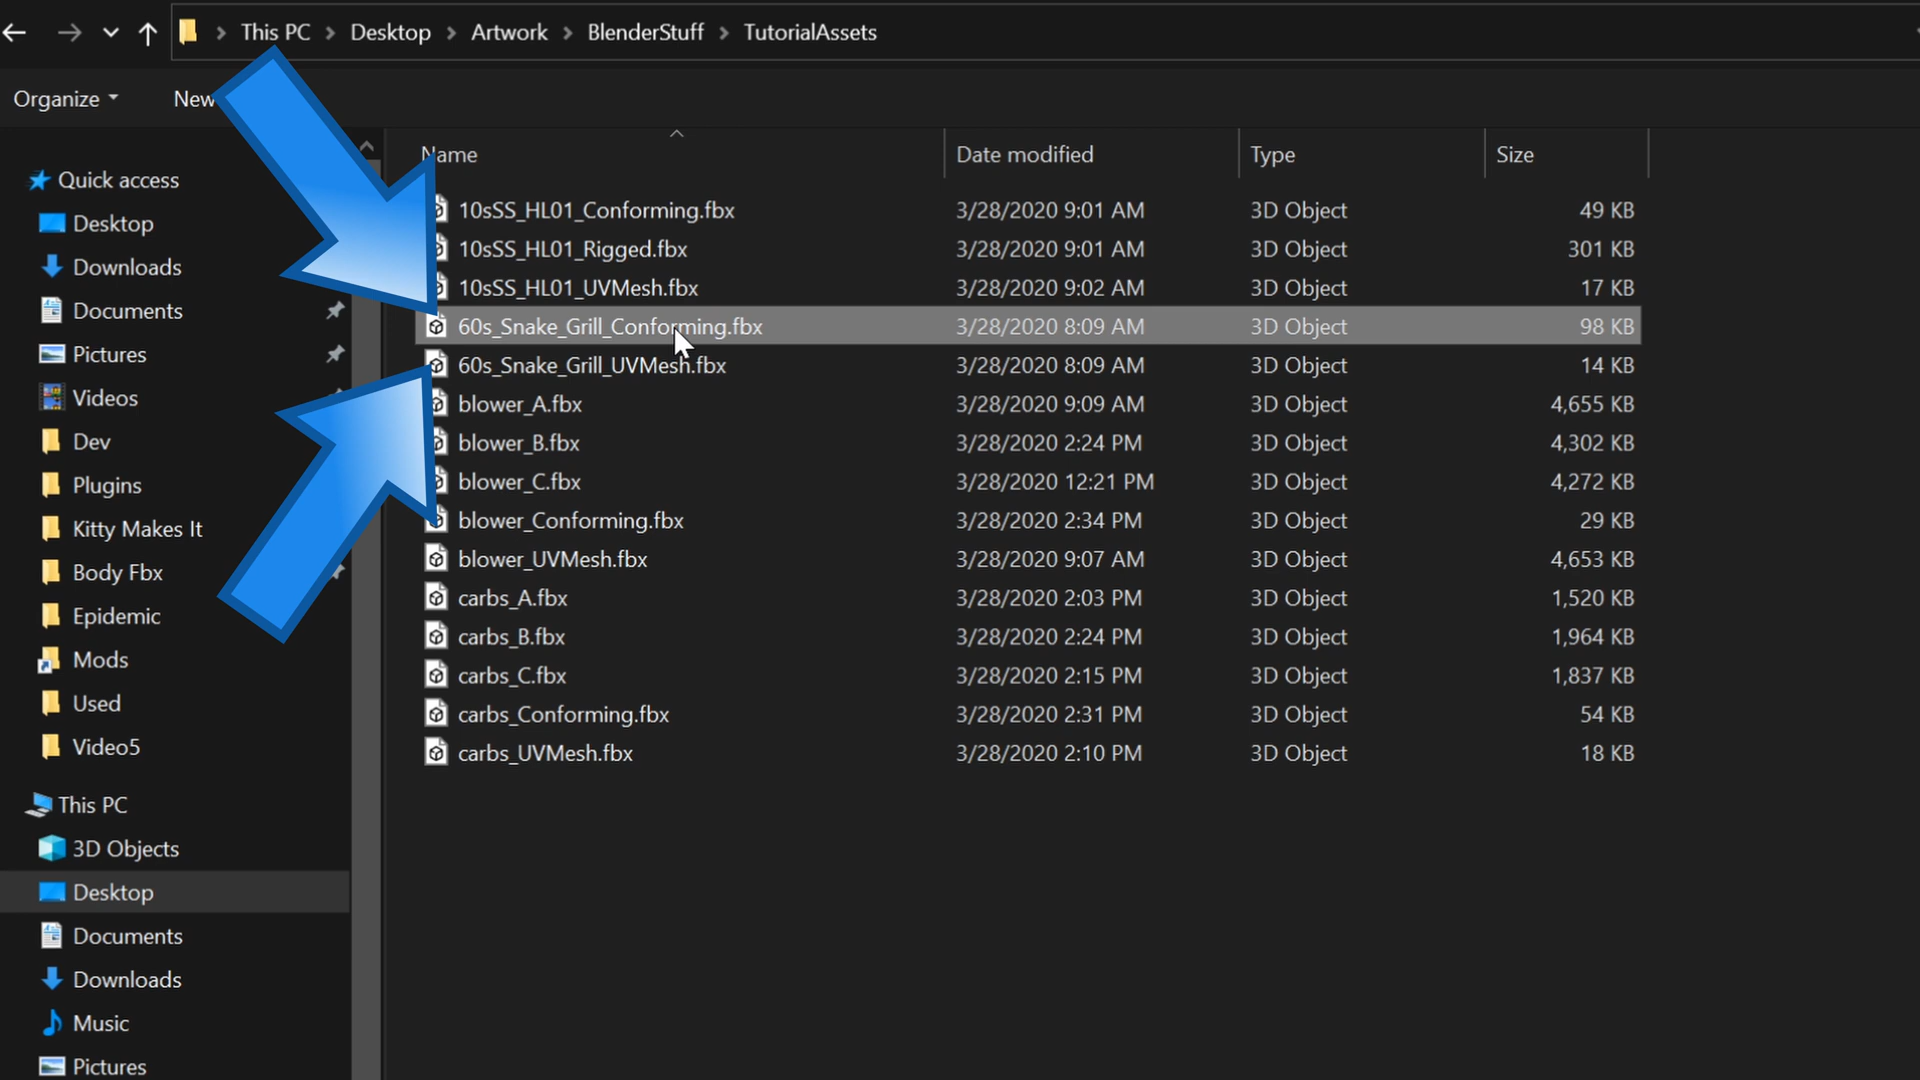 This PC > Desktop > Artwork > BlenderStuff > TutorialAssets
Organize New
Name Date modified Type Size
Quick access
Desktop
Downloads
Documents
Pictures
Videos
Dev
Plugins
Kitty Makes It
Body Fbx
Epidemic
Mods
Used
Video5
This PC
3D Objects
Desktop
Documents
Downloads
Music
Pictures
10sSS_HL01_Conforming.fbx 3/28/2020 9:01 AM 3D Object 49 KB
10sSS_HL01_Rigged.fbx 3/28/2020 9:01 AM 3D Object 301 KB
10sSS_HL01_UVMesh.fbx 3/28/2020 9:02 AM 3D Object 17 KB
60s_Snake_Grill_Conforming.fbx 3/28/2020 8:09 AM 3D Object 98 KB
60s_Snake_Grill_UVMesh.fbx 3/28/2020 8:09 AM 3D Object 14 KB
blower_A.fbx 3/28/2020 9:09 AM 3D Object 4,655 KB
blower_B.fbx 3/28/2020 2:24 PM 3D Object 4,302 KB
blower_C.fbx 3/28/2020 12:21 PM 3D Object 4,272 KB
blower_Conforming.fbx 3/28/2020 2:34 PM 3D Object 29 KB
blower_UVMesh.fbx 3/28/2020 9:07 AM 3D Object 4,653 KB
carbs_A.fbx 3/28/2020 2:03 PM 3D Object 1,520 KB
carbs_B.fbx 3/28/2020 2:24 PM 3D Object 1,964 KB
carbs_C.fbx 3/28/2020 2:15 PM 3D Object 1,837 KB
carbs_Conforming.fbx 3/28/2020 2:31 PM 3D Object 54 KB
carbs_UVMesh.fbx 3/28/2020 2:10 PM 3D Object 18 KB